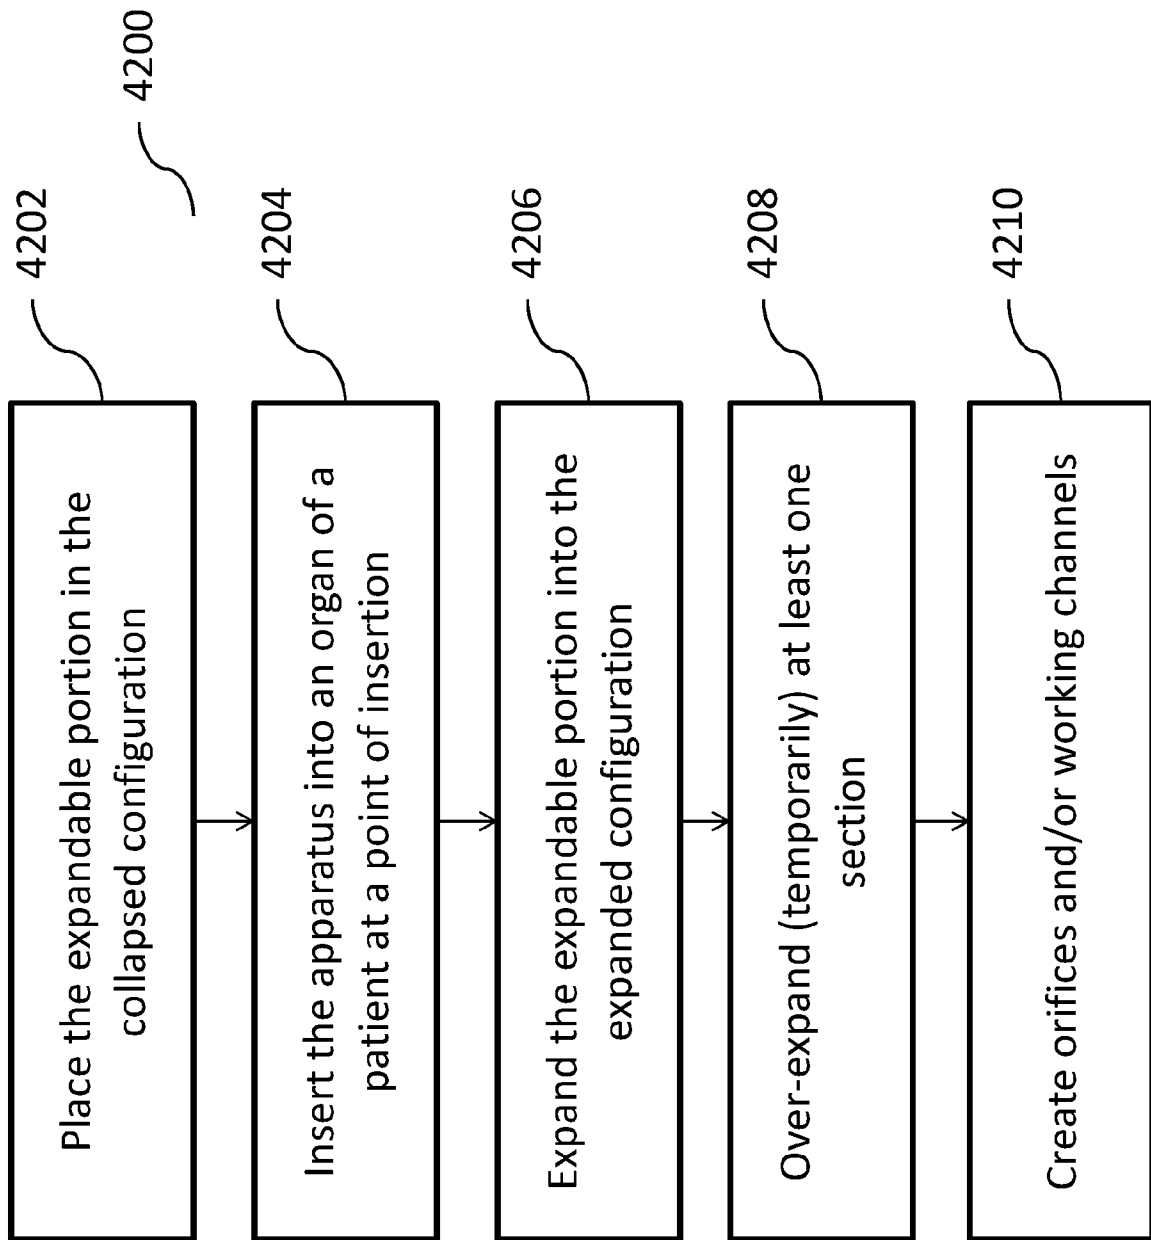 4200
Place the expandable portion in the
collapsed configuration
4202
Insert the apparatus into an organ of a
patient at a point of insertion
4204
Expand the expandable portion into the
expanded configuration
4206
Over-expand (temporarily) at least one
section
4208
Create orifices and/or working channels
4210